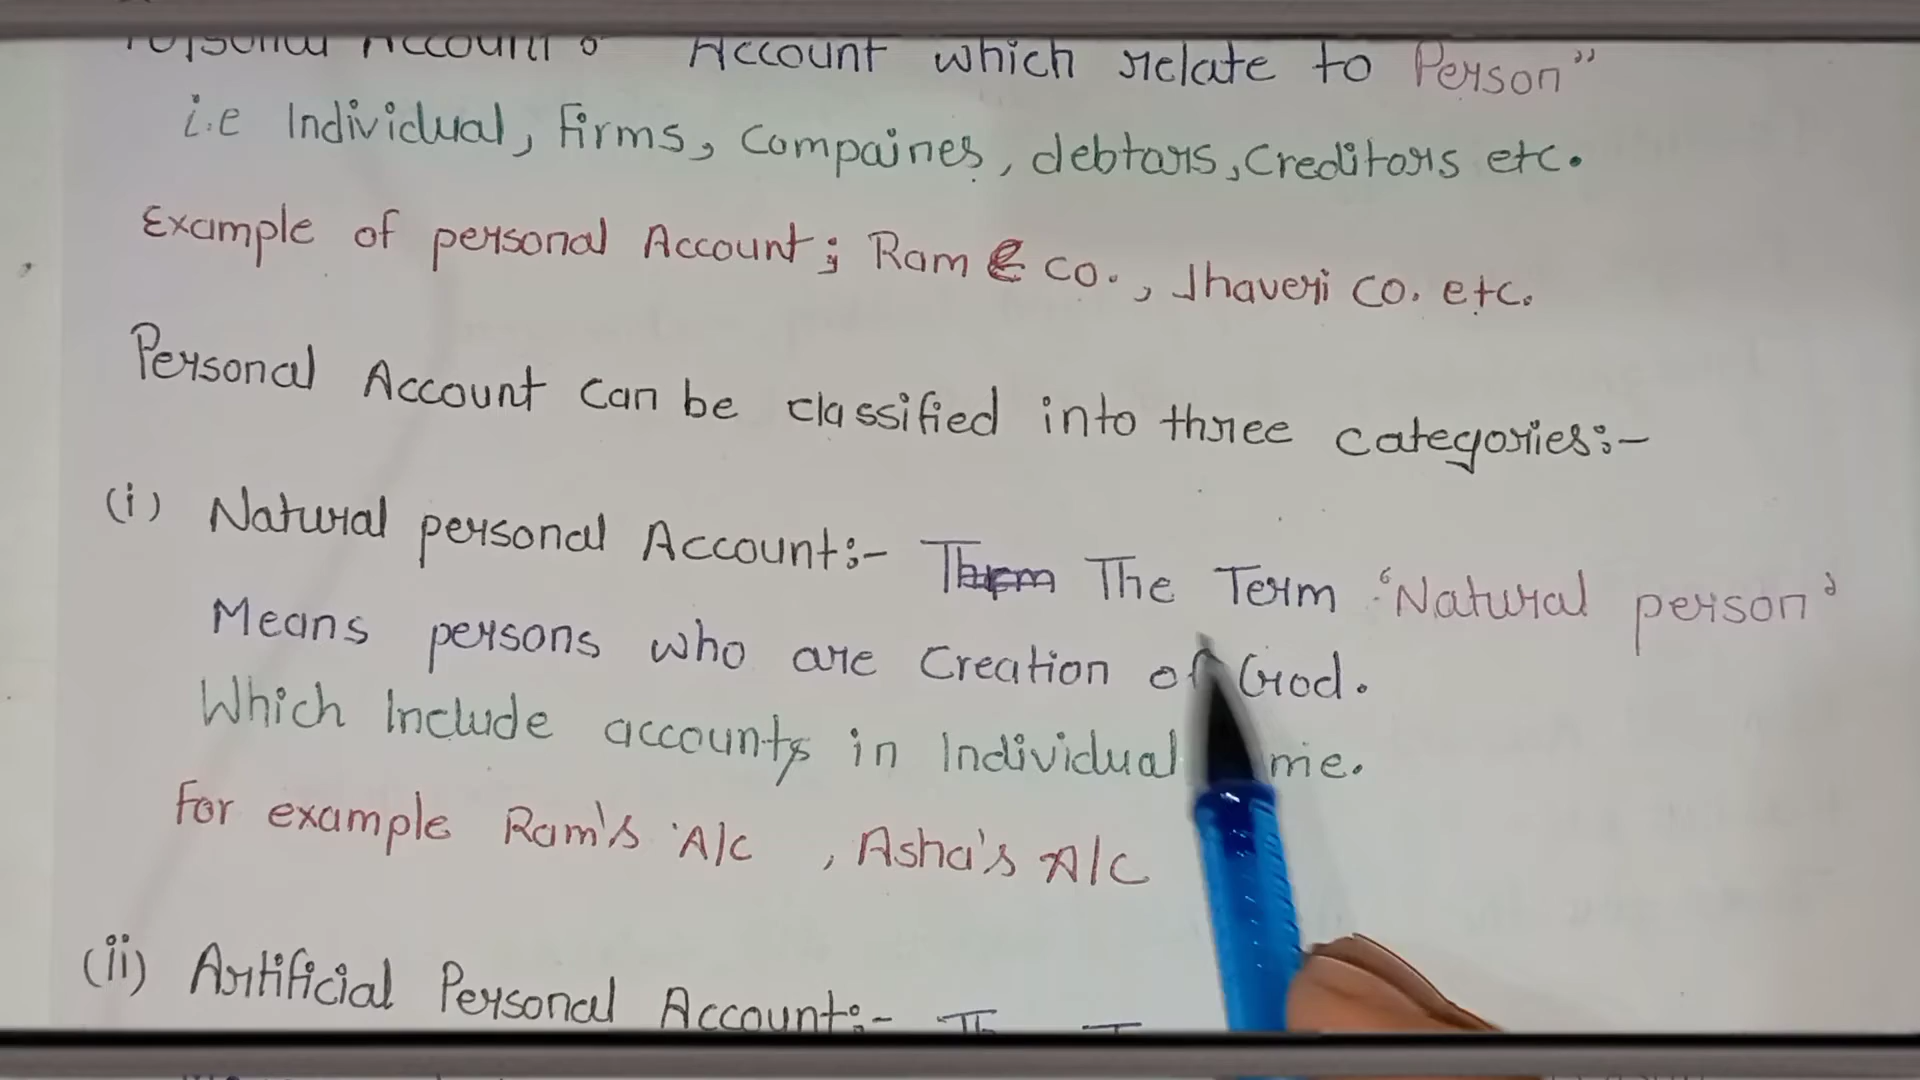 Personal Account : Account which relate to Person"
i.e Individual, Firms, Compaines, debtors, Creditors etc.
Example of personal Account; Ram & co., Jhaveri co. etc.
Personal Account can be classified into three categories:-
(i) Natural personal Account:- The Term 'Natural person'
Means persons who are Creation of God.
Which Include accounts in Individual
For example Ram's A/c , Asha's A/c
(ii) Artificial Personal Account:-